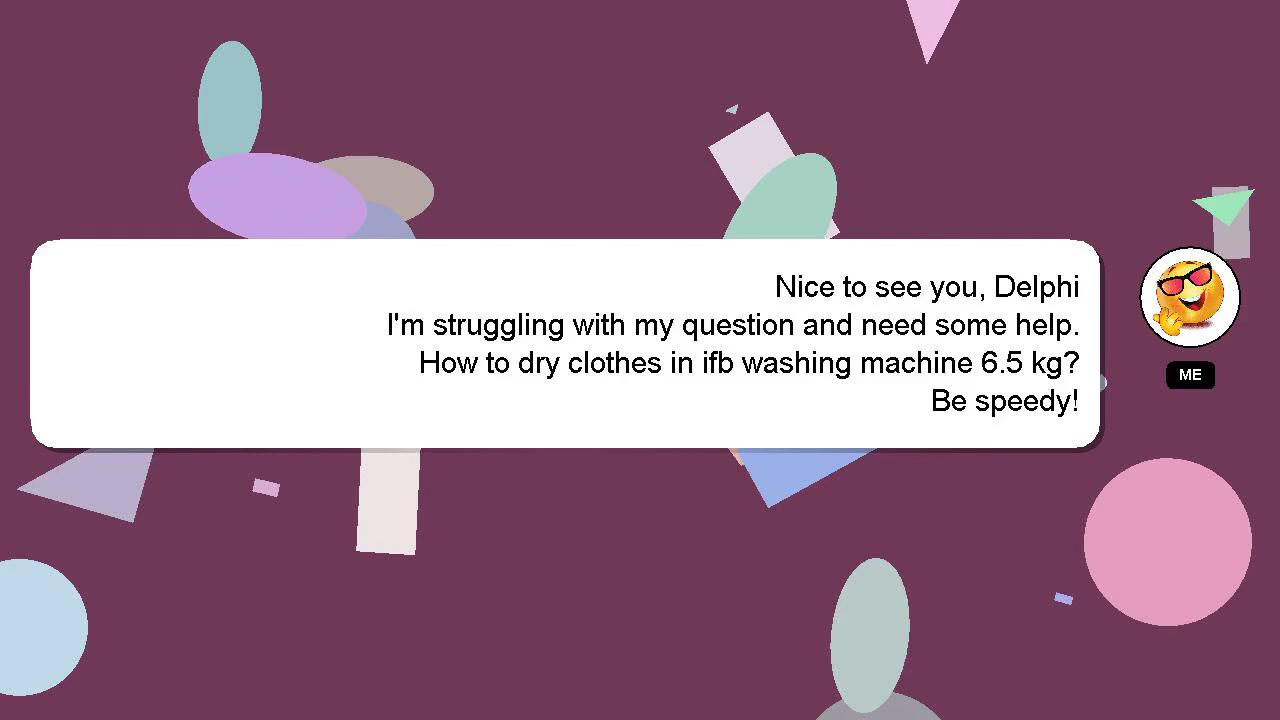 Nice to see you, Delphi
I'm struggling with my question and need some help.
How to dry clothes in ifb washing machine 6.5 kg?
Be speedy!
ME